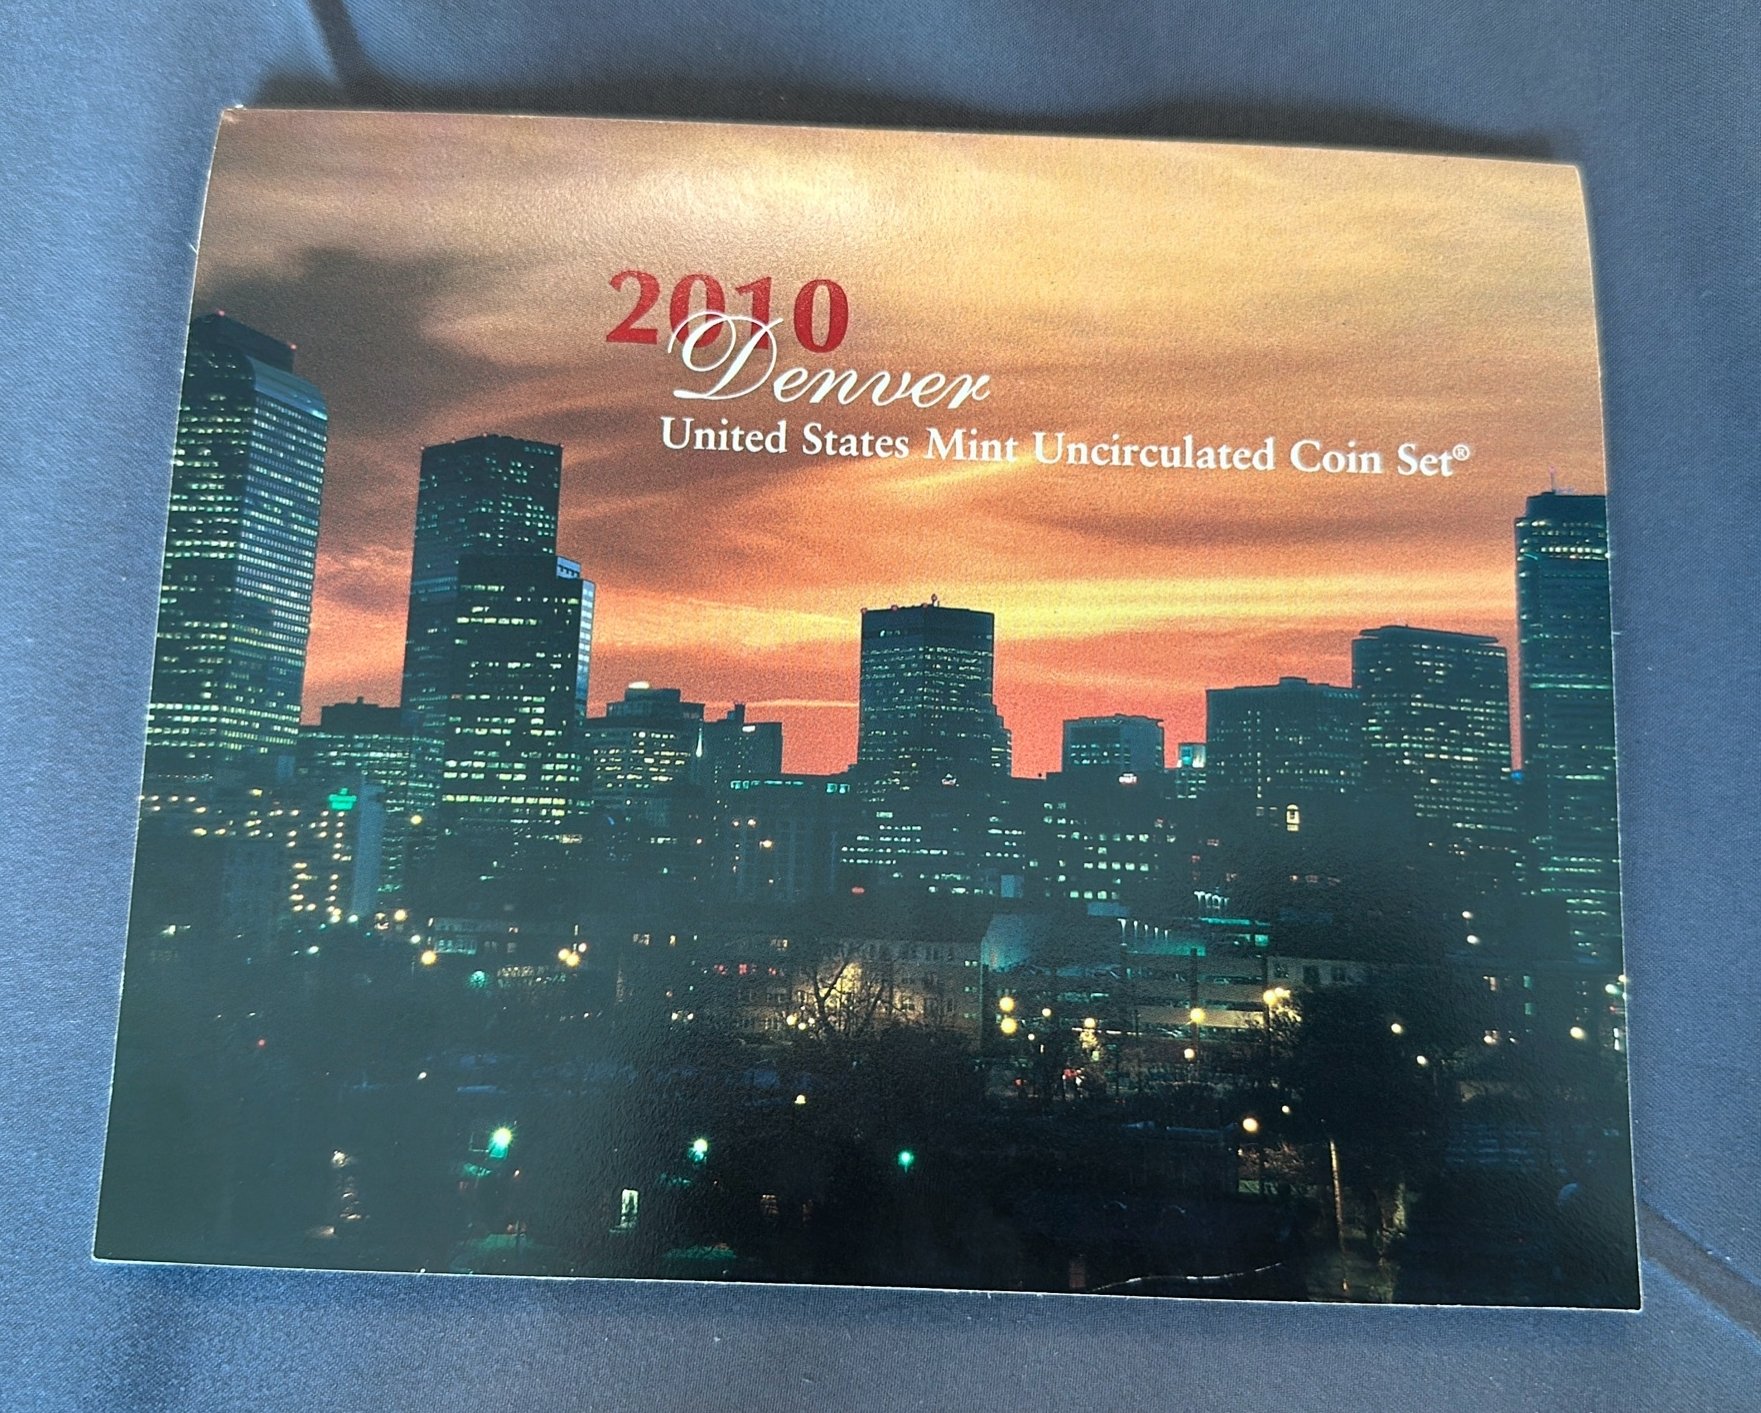 2010
Denver
United States Mint Uncirculated Coin Set®